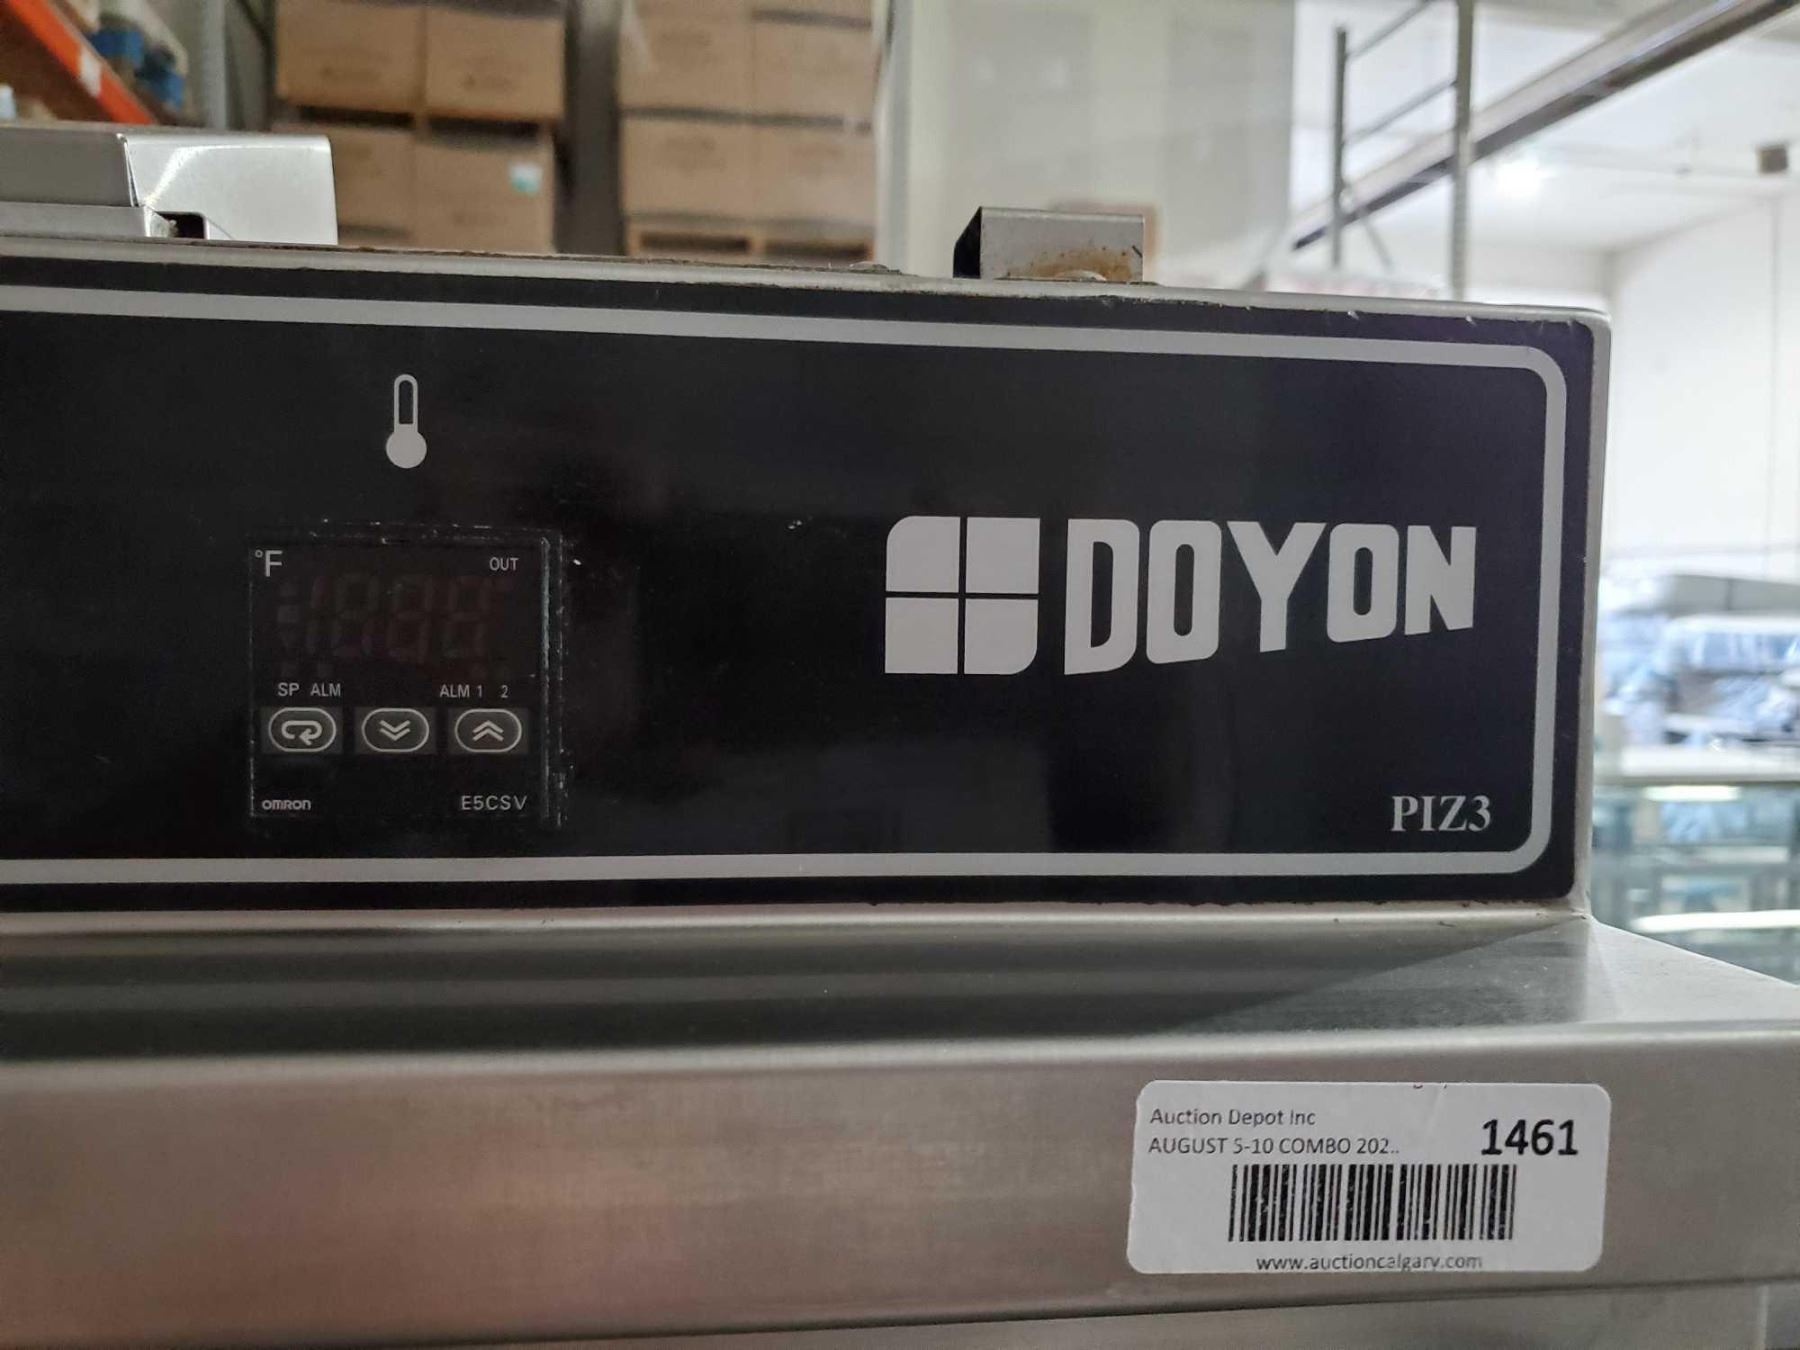 °F OUT
SP ALM ALM 1 2
omron E5CSV
DOYON
PIZ3
Auction Depot Inc
AUGUST 5-10 COMBO 202..
1461
www.auctioncalgary.com